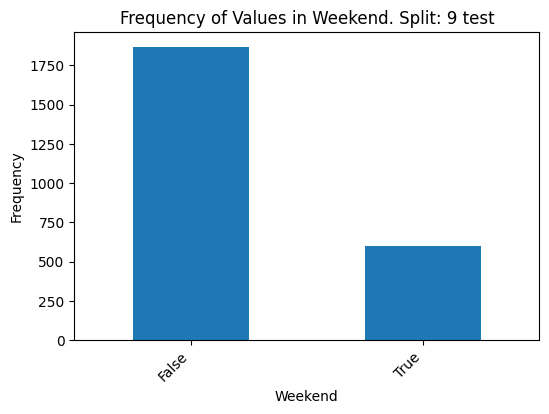 Frequency of Values in Weekend. Split: 9 test
Frequency
1750
1500
1250
1000
750
500
250
0
False
True
Weekend